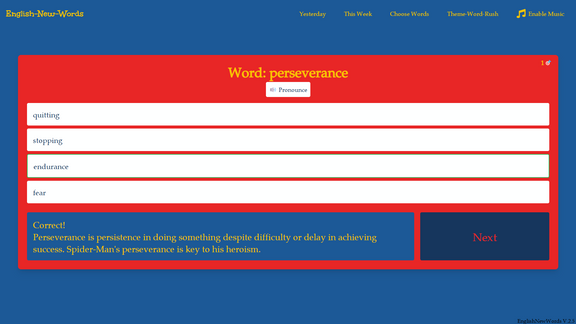 English-New-Words
Yesterday
This Week
Choose Words
Theme-Word-Rush
Enable Music
1
Word: perseverance
Pronounce
quitting
stopping
endurance
fear
Correct!
Perseverance is persistence in doing something despite difficulty or delay in achieving
success. Spider-Man's perseverance is key to his heroism.
Next
EnglishNewWords V 2.5